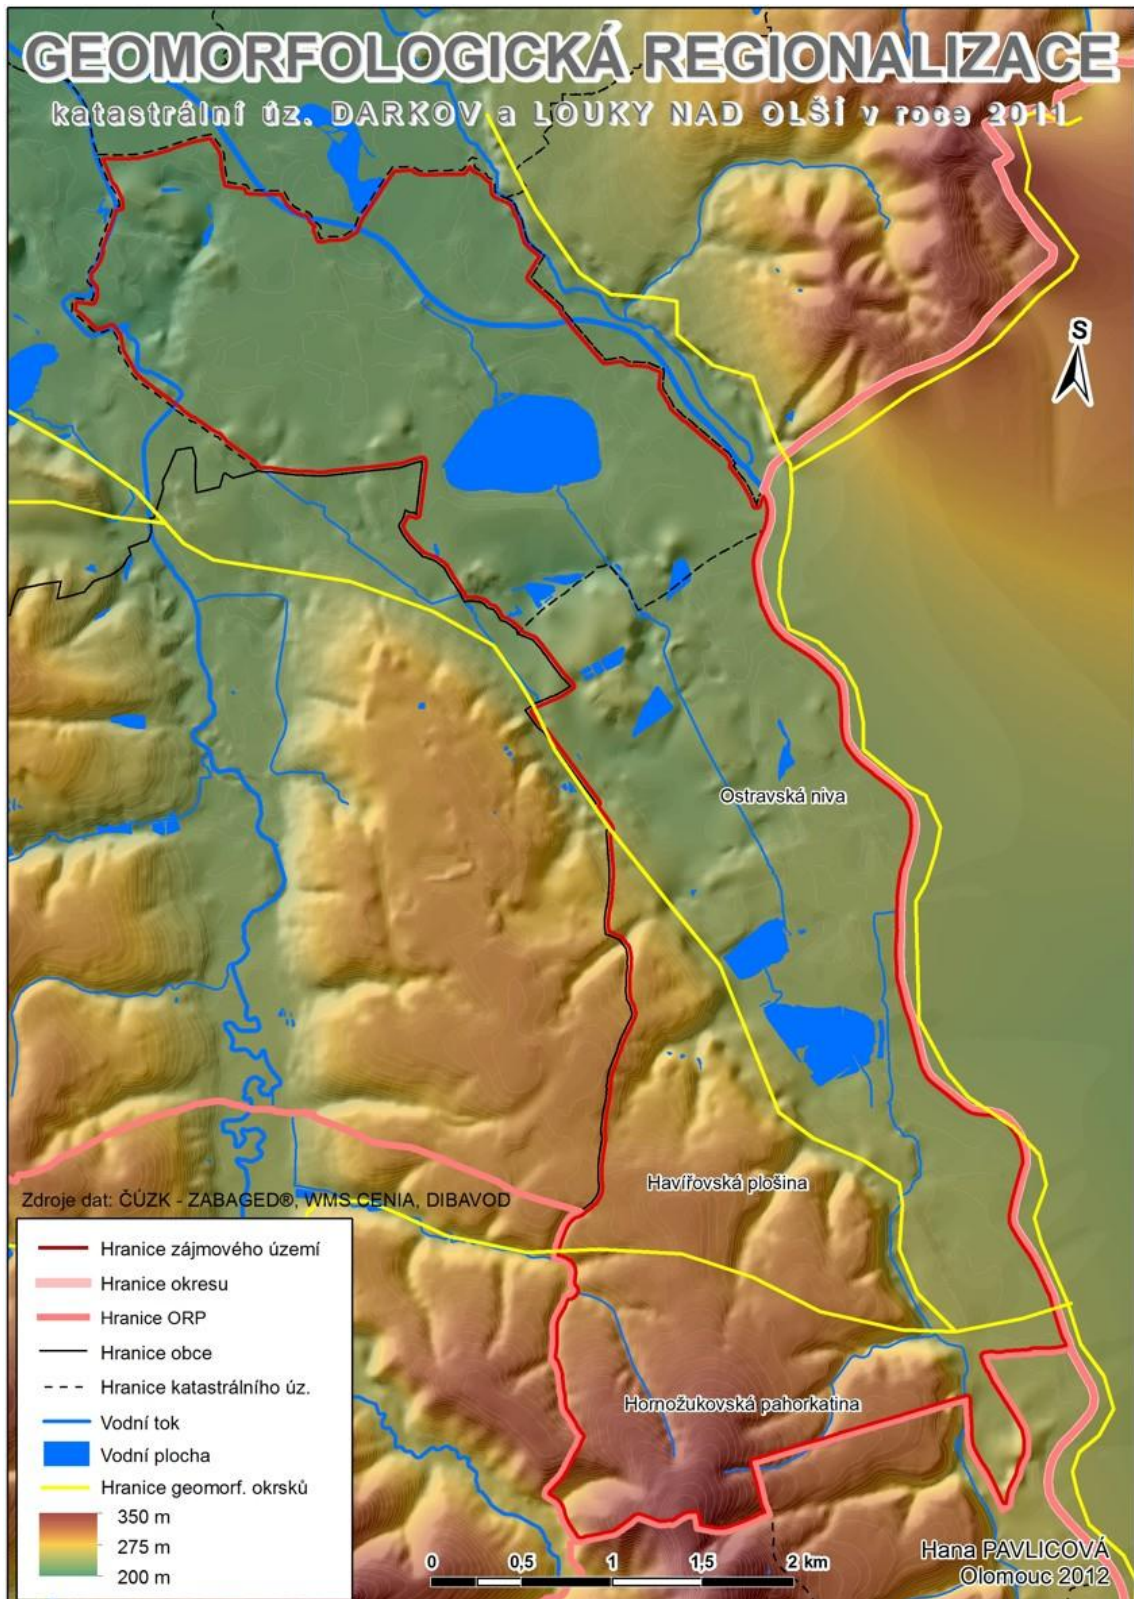 GEOMORFOLOGICKÁ REGIONALIZACE
katastrální úz. DARKOV a LOUKY NAD OLŠÍ v roce 2011
S
Ostravská niva
Havířovská plošina
Zdroje dat: ČÚZK - ZABAGED®, WMS CENIA, DIBAVOD
Hranice zájmového území
Hranice okresu
Hranice ORP
Hranice obce
Hranice katastrálního úz.
Vodní tok
Vodní plocha
Hranice geomorf. okrsků
350 m
275 m
200 m
Hornožukovská pahorkatina
0 0,5 1 1,5 2 km
Hana PAVLICOVÁ
Olomouc 2012